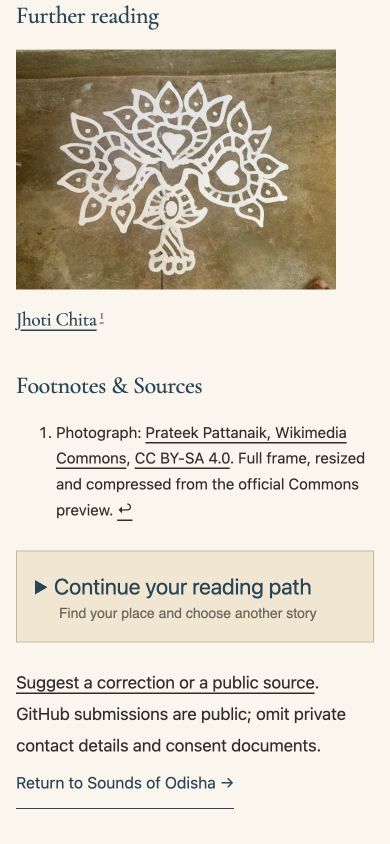 Further reading
Jhoti Chita 1
Footnotes & Sources
1. Photograph: Prateek Pattanaik, Wikimedia
Commons, CC BY-SA 4.0. Full frame, resized
and compressed from the official Commons
preview. ↩
▶ Continue your reading path
Find your place and choose another story
Suggest a correction or a public source.
GitHub submissions are public; omit private
contact details and consent documents.
Return to Sounds of Odisha →